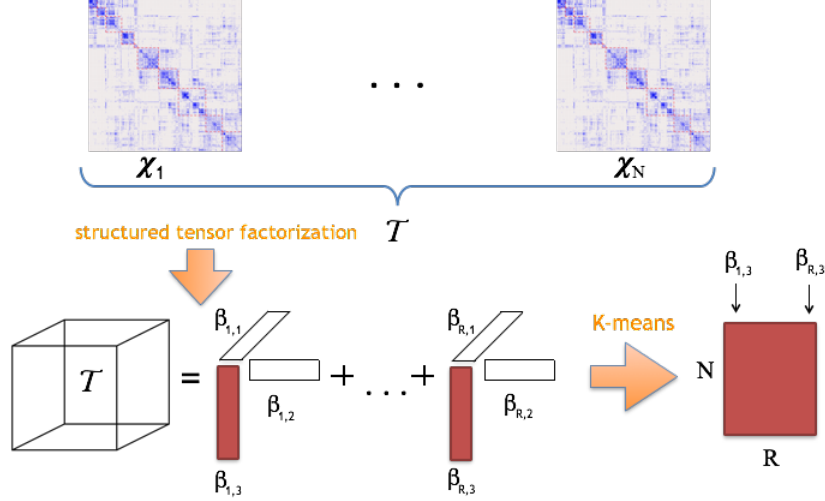 . . .
χ₁
χN
structured tensor factorization
𝒯
β1,1
βR,1
β1,3
βR,3
K-means
𝒯
=
+
. . .
+
N
β1,2
βR,2
R
β1,3
βR,3